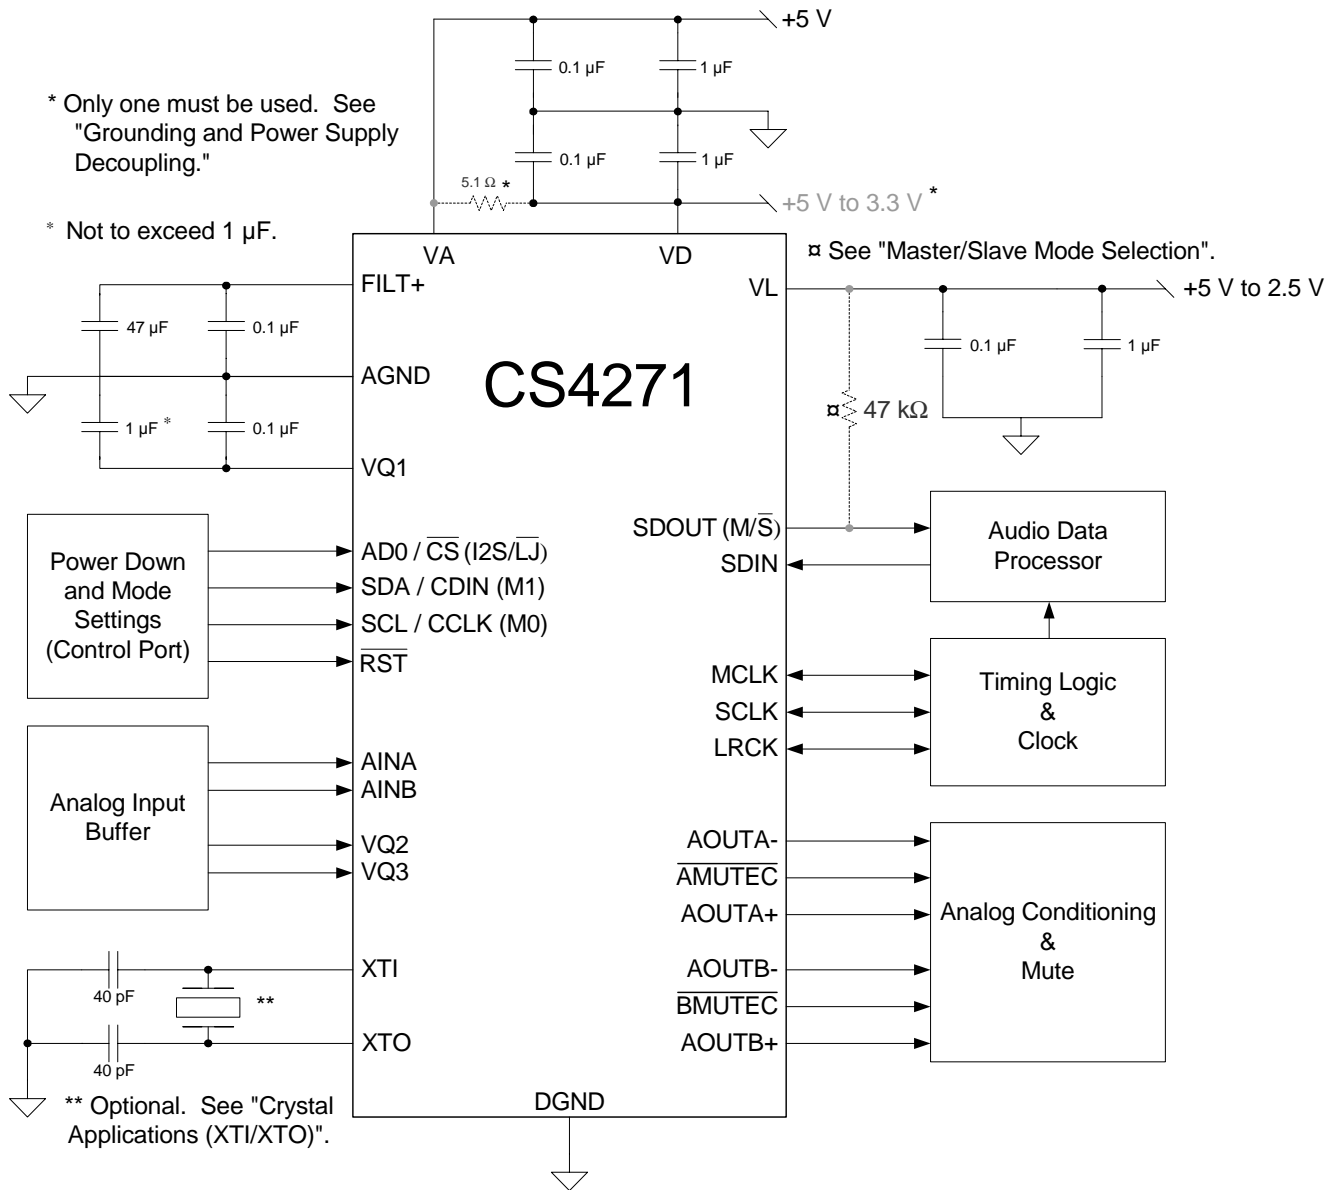 +5 V
0.1 µF
1 µF
* Only one must be used. See
"Grounding and Power Supply
Decoupling."
0.1 µF
1 µF
5.1 Ω *
+5 V to 3.3 V *
* Not to exceed 1 µF.
VA
VD
¤ See "Master/Slave Mode Selection".
FILT+
VL
+5 V to 2.5 V
47 µF
0.1 µF
0.1 µF
1 µF
AGND
CS4271
¤ 47 kΩ
1 µF *
0.1 µF
VQ1
Power Down
and Mode
Settings
(Control Port)
AD0 / C̅S̅ (I2S/L̅J̅)
SDA / CDIN (M1)
SCL / CCLK (M0)
R̅S̅T̅
SDOUT (M/S̅)
SDIN
Audio Data
Processor
MCLK
SCLK
LRCK
Timing Logic
&
Clock
Analog Input
Buffer
AINA
AINB
VQ2
VQ3
AOUTA-
A̅M̅U̅T̅E̅C̅
AOUTA+
AOUTB-
B̅M̅U̅T̅E̅C̅
AOUTB+
Analog Conditioning
&
Mute
XTI
40 pF
**
XTO
40 pF
** Optional. See "Crystal
Applications (XTI/XTO)".
DGND